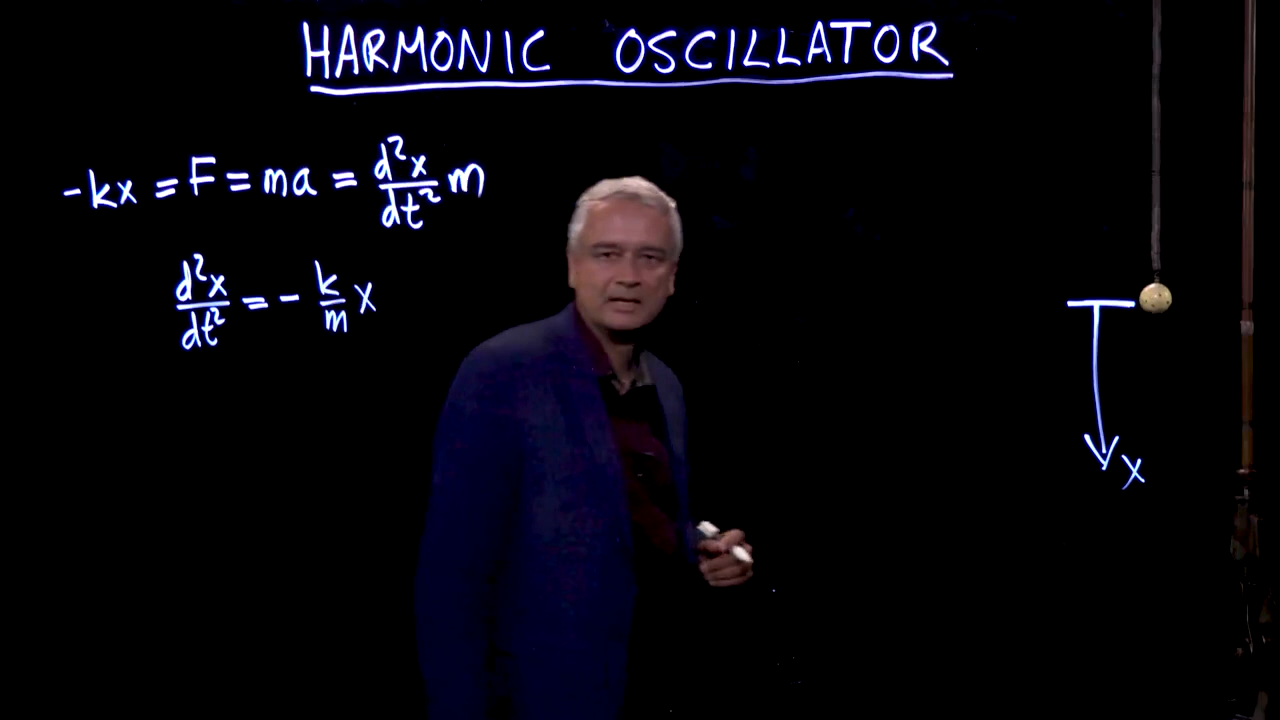 HARMONIC OSCILLATOR
-kx = F = ma = d²x/dt² m
d²x/dt² = - k/m x
x